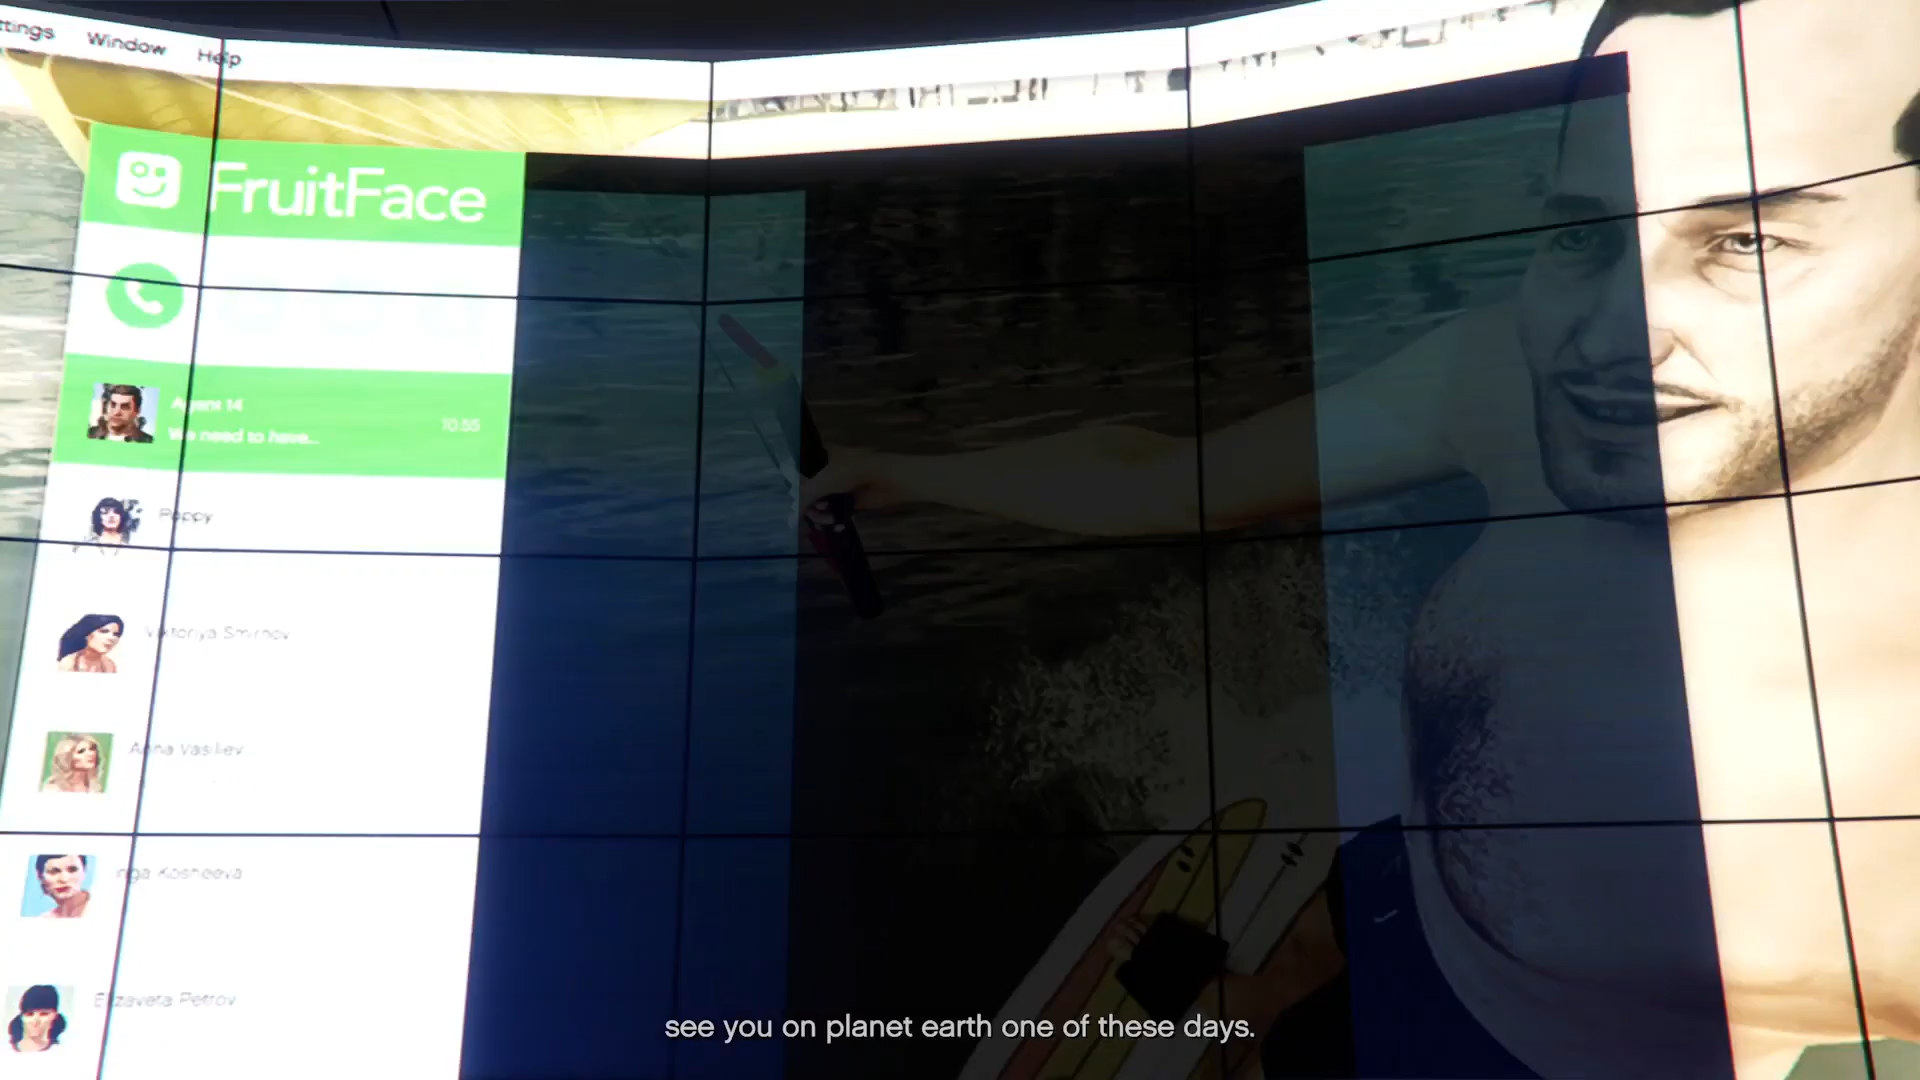 ttings Window Help
FruitFace
Agent 14
We need to have...
10:55
Poppy
Viktoriya Smirnov
Anna Vasiliev
Inga Kosheeva
Elizaveta Petrov
see you on planet earth one of these days.